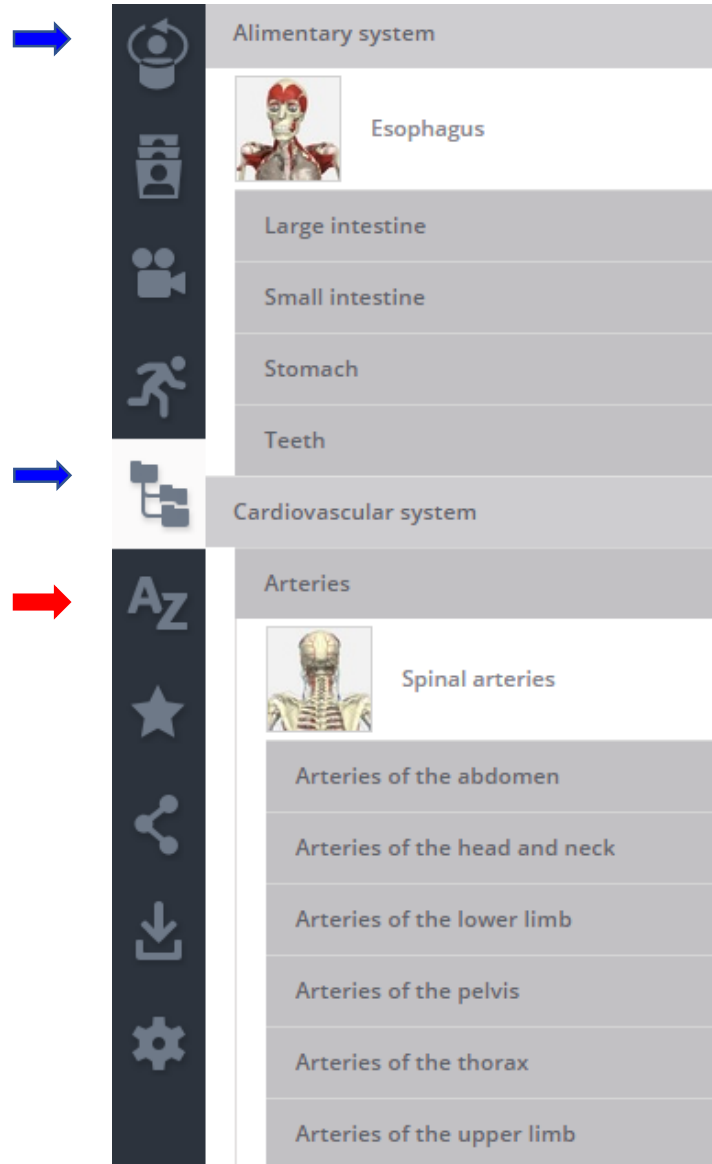 Alimentary system
Esophagus
Large intestine
Small intestine
Stomach
Teeth
Cardiovascular system
Arteries
AZ
Spinal arteries
Arteries of the abdomen
Arteries of the head and neck
Arteries of the lower limb
Arteries of the pelvis
Arteries of the thorax
Arteries of the upper limb